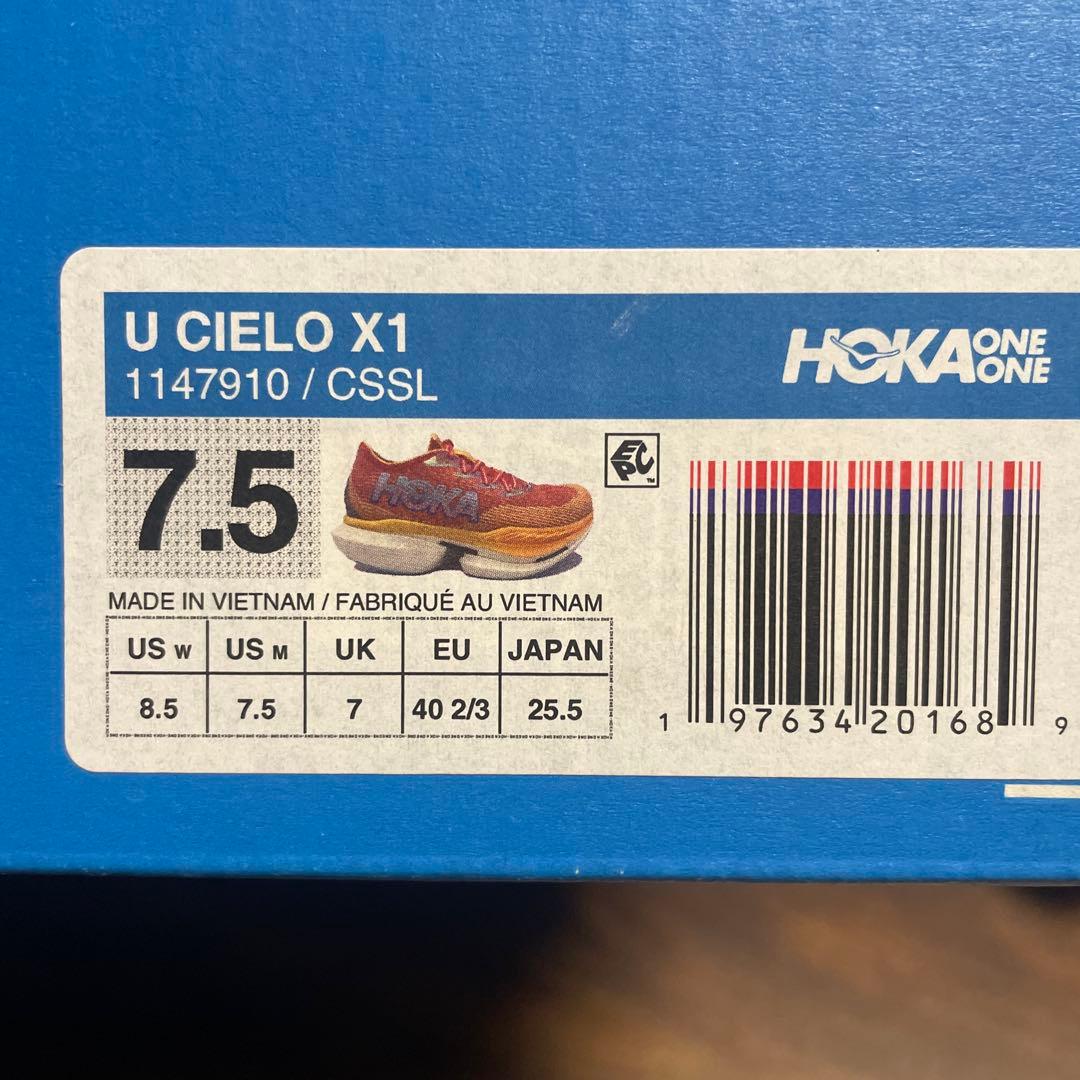 U CIELO X1
1147910 / CSSL
HOKA ONE ONE
7.5
HOKA
EPC™
MADE IN VIETNAM / FABRIQUÉ AU VIETNAM
US W US M UK EU JAPAN
8.5 7.5 7 40 2/3 25.5
1 97634 20168 9